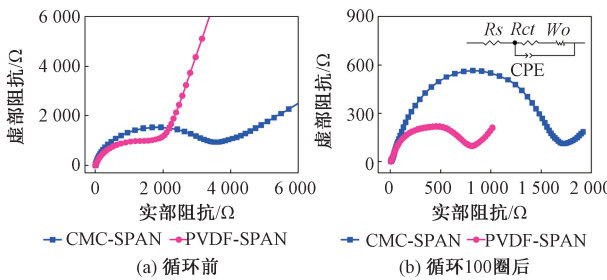 6 000
4 000
2 000
0
虚部阻抗/Ω
0 2 000 4 000 6 000
实部阻抗/Ω
CMC-SPAN PVDF-SPAN
(a) 循环前
900
600
300
0
虚部阻抗/Ω
Rs Rct Wo
CPE
0 500 1 000 1 500 2 000
实部阻抗/Ω
CMC-SPAN PVDF-SPAN
(b) 循环100圈后